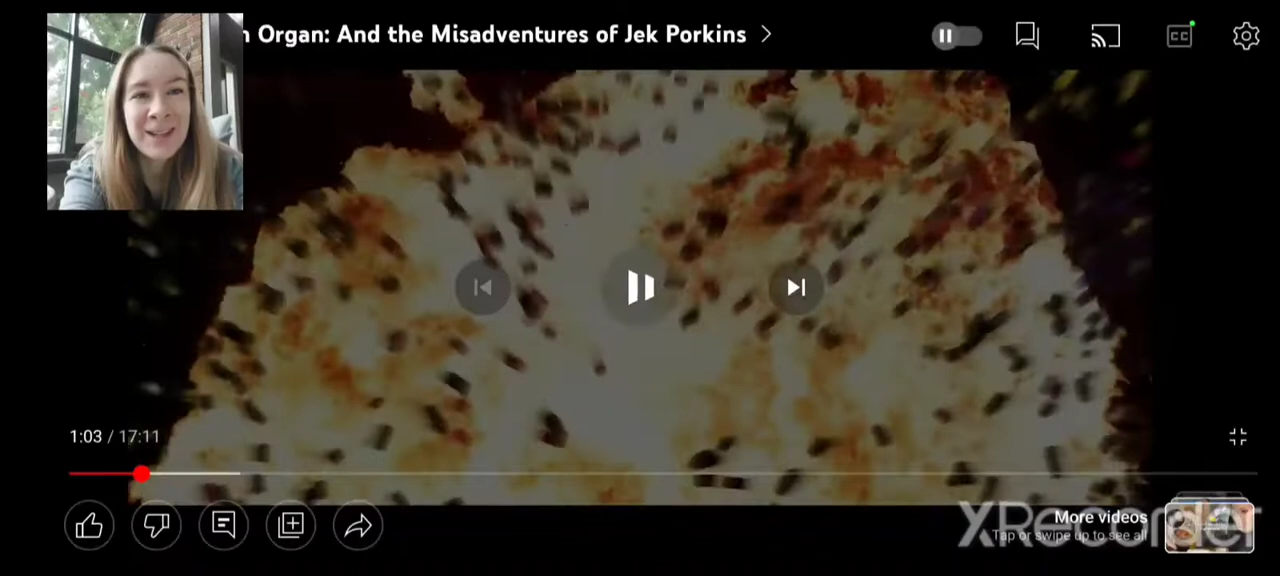 n Organ: And the Misadventures of Jek Porkins
CC
1:03 / 17:11
More videos
Tap or swipe up to see all
XRecorder